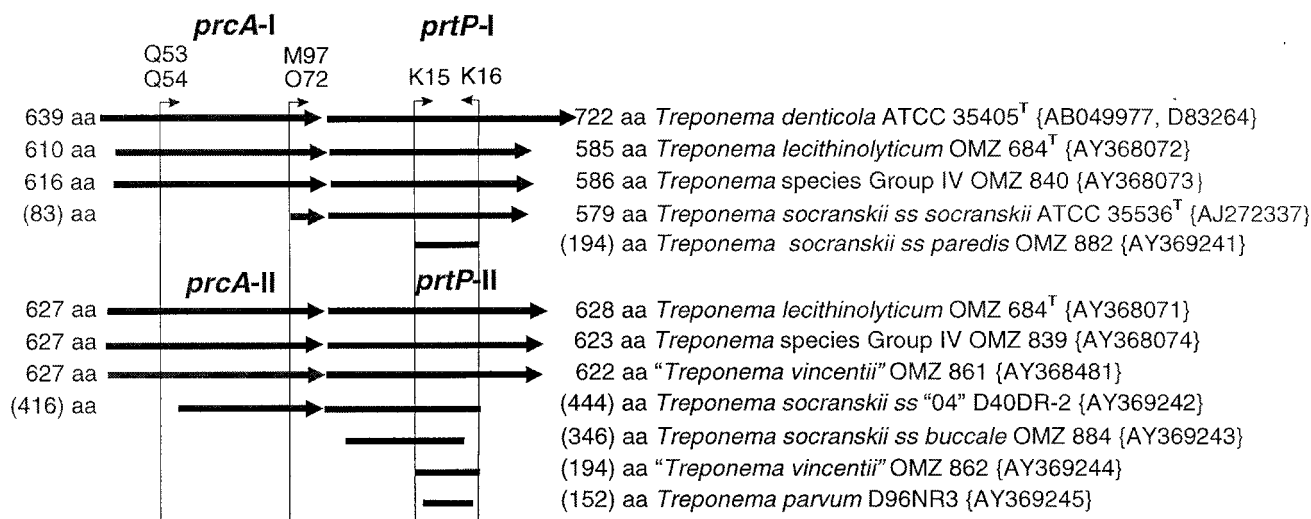 prcA-I prtP-I
Q53 M97
Q54 O72 K15 K16
639 aa 722 aa Treponema denticola ATCC 35405T {AB049977, D83264}
610 aa 585 aa Treponema lecithinolyticum OMZ 684T {AY368072}
616 aa 586 aa Treponema species Group IV OMZ 840 {AY368073}
(83) aa 579 aa Treponema socranskii ss socranskii ATCC 35536T {AJ272337}
(194) aa Treponema socranskii ss paredis OMZ 882 {AY369241}
prcA-II prtP-II
627 aa 628 aa Treponema lecithinolyticum OMZ 684T {AY368071}
627 aa 623 aa Treponema species Group IV OMZ 839 {AY368074}
627 aa 622 aa “Treponema vincentii” OMZ 861 {AY368481}
(416) aa (444) aa Treponema socranskii ss “04” D40DR-2 {AY369242}
(346) aa Treponema socranskii ss buccale OMZ 884 {AY369243}
(194) aa “Treponema vincentii” OMZ 862 {AY369244}
(152) aa Treponema parvum D96NR3 {AY369245}